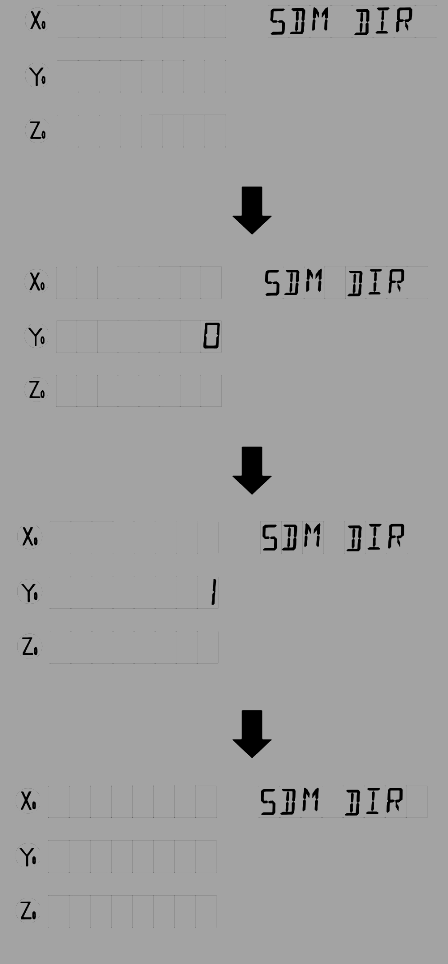 X₀ SDM DIR
Y₀
Z₀
X₀ SDM DIR
Y₀ 0
Z₀
X₀ SDM DIR
Y₀ 1
Z₀
X₀ SDM DIR
Y₀
Z₀